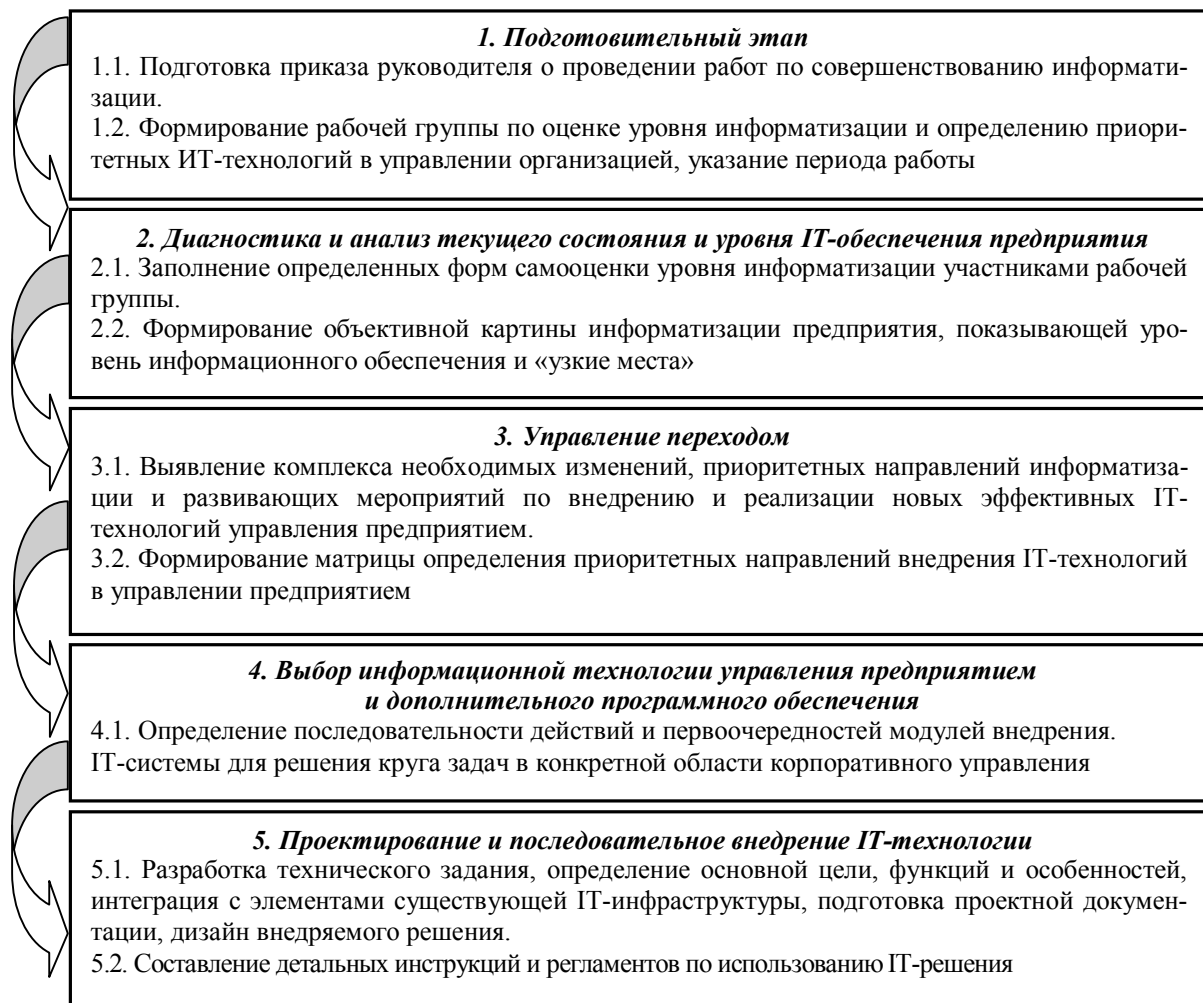 1. Подготовительный этап
1.1. Подготовка приказа руководителя о проведении работ по совершенствованию информати-
зации.
1.2. Формирование рабочей группы по оценке уровня информатизации и определению приори-
тетных ИТ-технологий в управлении организацией, указание периода работы
2. Диагностика и анализ текущего состояния и уровня IT-обеспечения предприятия
2.1. Заполнение определенных форм самооценки уровня информатизации участниками рабочей
группы.
2.2. Формирование объективной картины информатизации предприятия, показывающей уро-
вень информационного обеспечения и «узкие места»
3. Управление переходом
3.1. Выявление комплекса необходимых изменений, приоритетных направлений информатиза-
ции и развивающих мероприятий по внедрению и реализации новых эффективных IT-
технологий управления предприятием.
3.2. Формирование матрицы определения приоритетных направлений внедрения IT-технологий
в управлении предприятием
4. Выбор информационной технологии управления предприятием
и дополнительного программного обеспечения
4.1. Определение последовательности действий и первоочередностей модулей внедрения.
IT-системы для решения круга задач в конкретной области корпоративного управления
5. Проектирование и последовательное внедрение IT-технологии
5.1. Разработка технического задания, определение основной цели, функций и особенностей,
интеграция с элементами существующей IT-инфраструктуры, подготовка проектной докумен-
тации, дизайн внедряемого решения.
5.2. Составление детальных инструкций и регламентов по использованию IT-решения